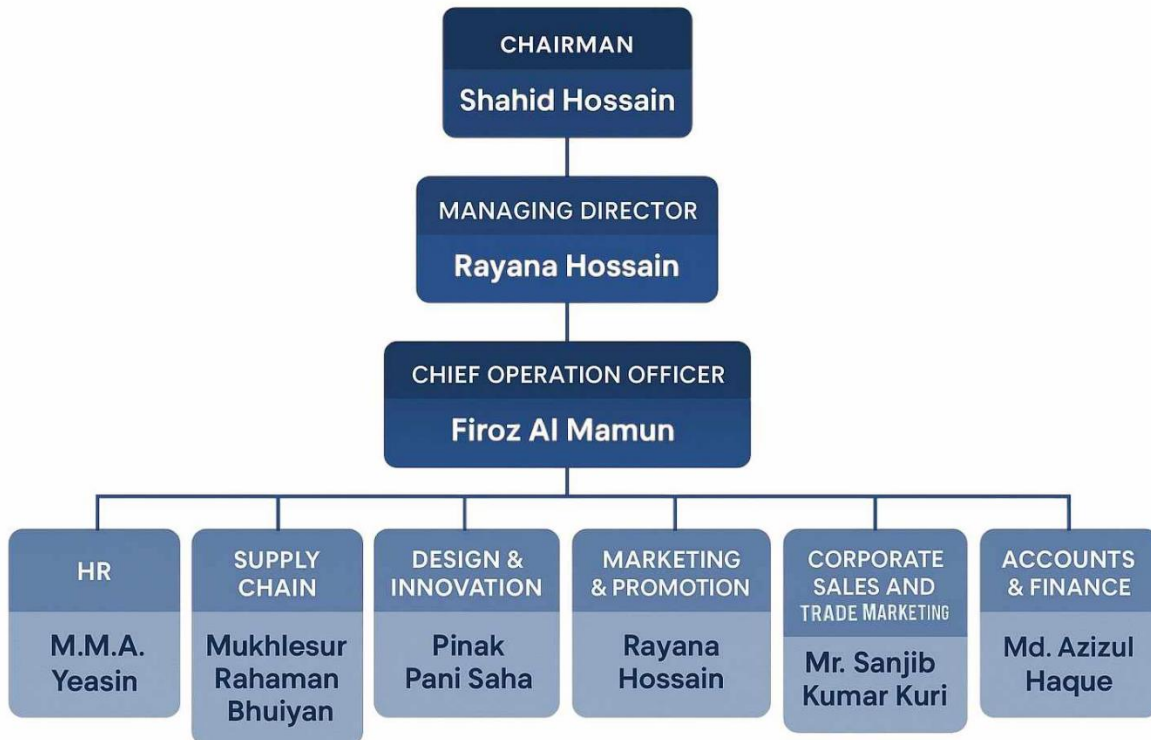 CHAIRMAN
Shahid Hossain
MANAGING DIRECTOR
Rayana Hossain
CHIEF OPERATION OFFICER
Firoz Al Mamun
HR
M.M.A.
Yeasin
SUPPLY
CHAIN
Mukhlesur
Rahaman
Bhuiyan
DESIGN &
INNOVATION
Pinak
Pani Saha
MARKETING
& PROMOTION
Rayana
Hossain
CORPORATE
SALES AND
TRADE MARKETING
Mr. Sanjib
Kumar Kuri
ACCOUNTS
& FINANCE
Md. Azizul
Haque